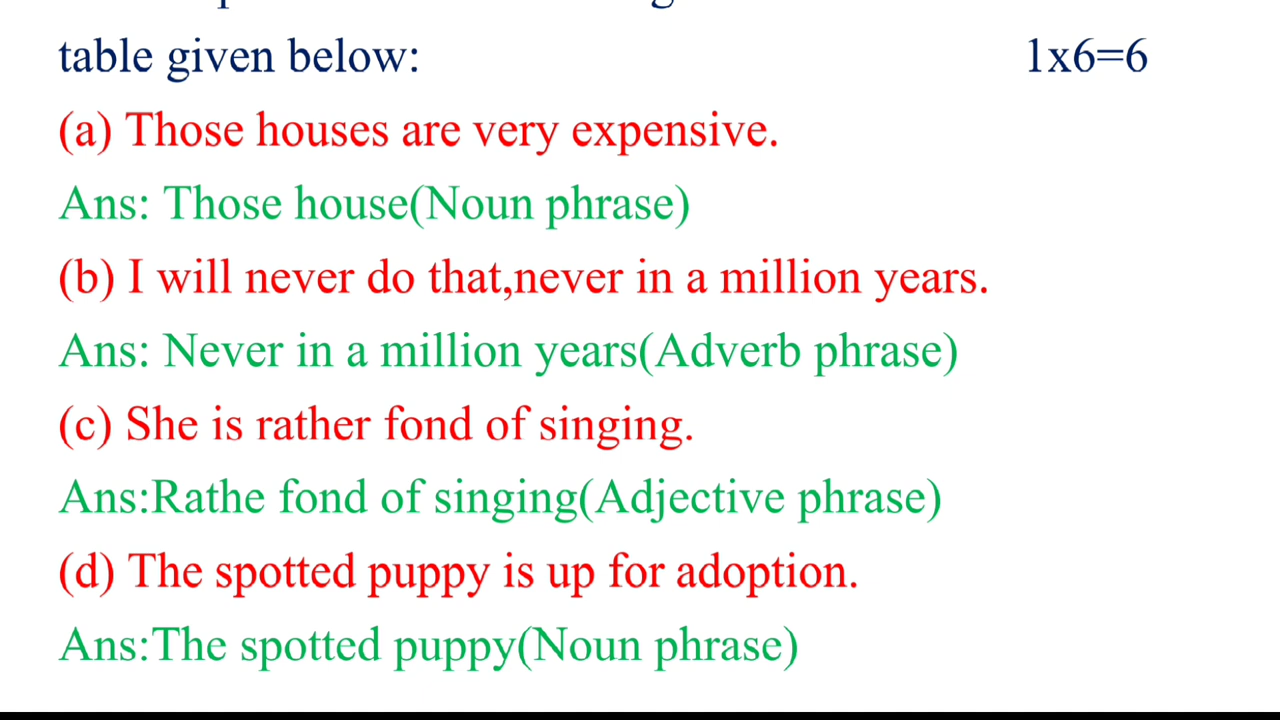 table given below: 1x6=6
(a) Those houses are very expensive.
Ans: Those house(Noun phrase)
(b) I will never do that,never in a million years.
Ans: Never in a million years(Adverb phrase)
(c) She is rather fond of singing.
Ans:Rathe fond of singing(Adjective phrase)
(d) The spotted puppy is up for adoption.
Ans:The spotted puppy(Noun phrase)